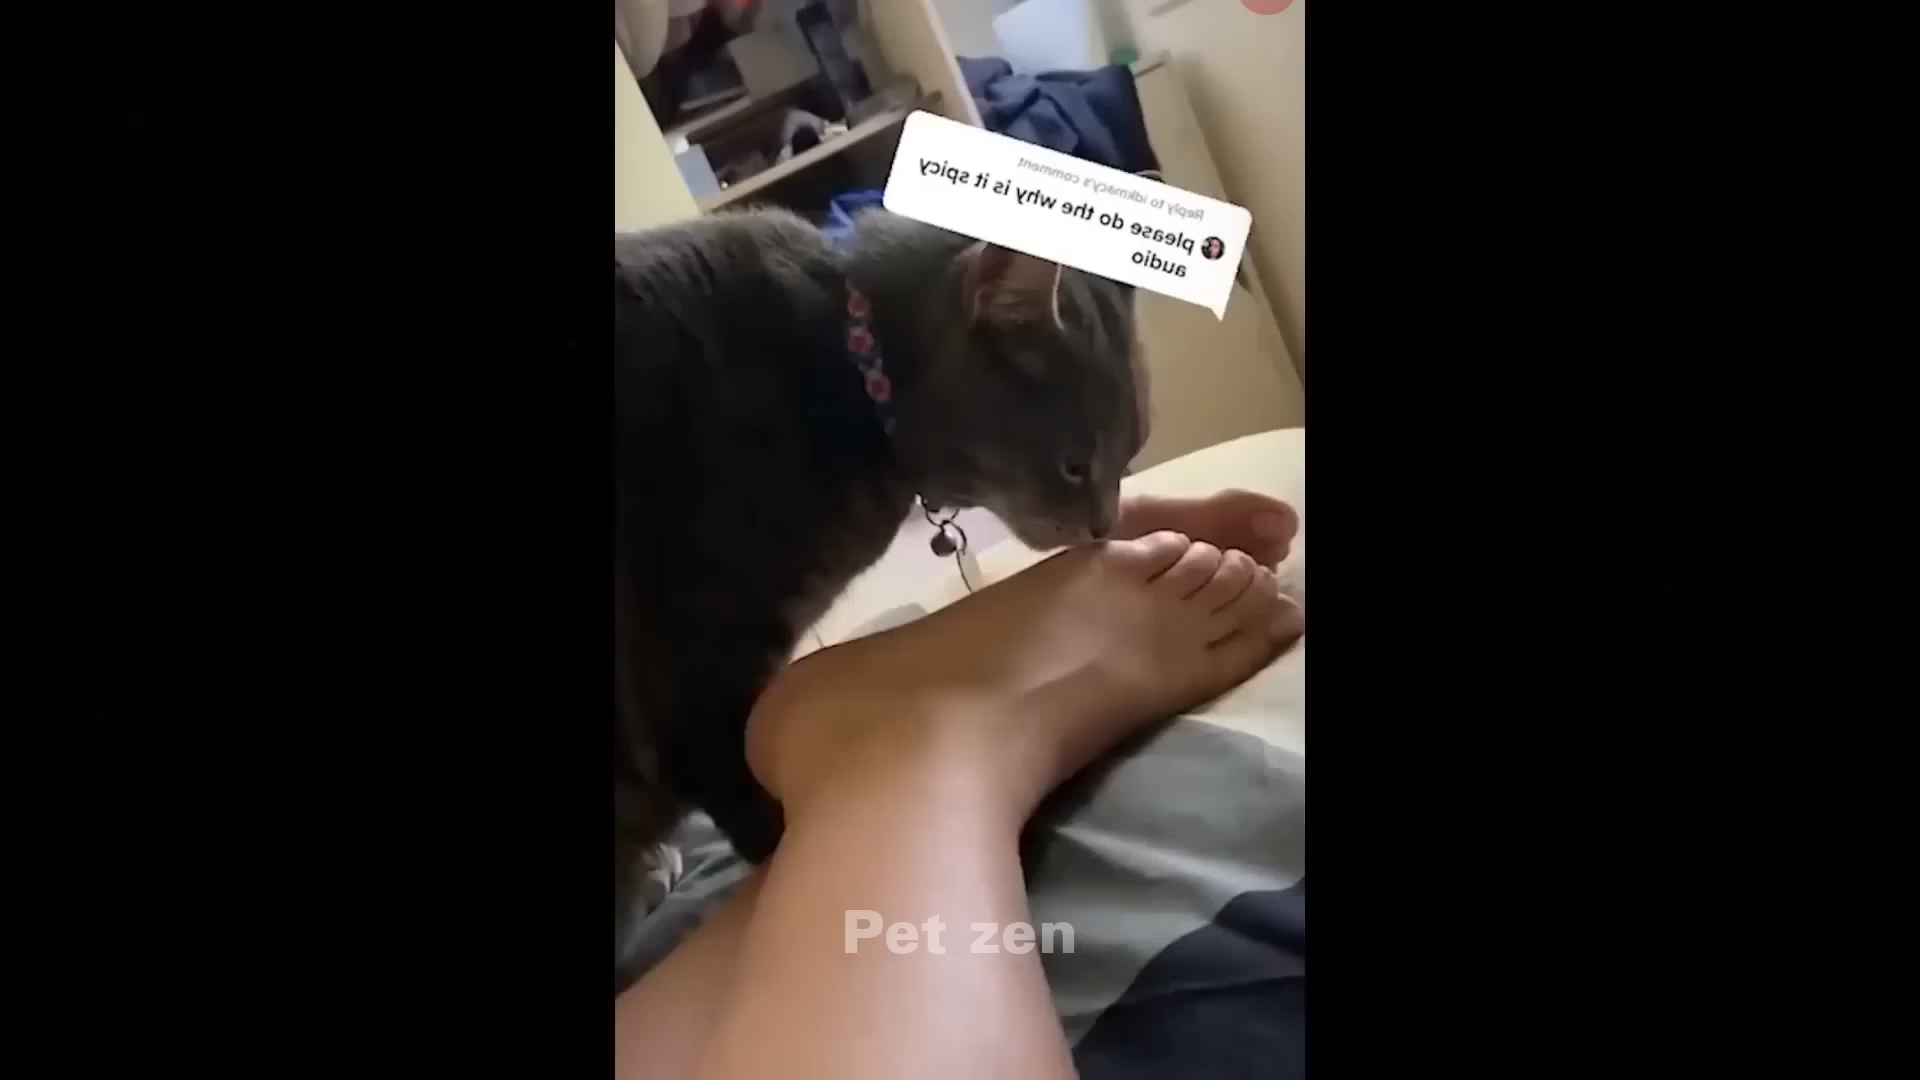 Reply to idkmacy's comment
please do the why is it spicy
audio
Pet zen